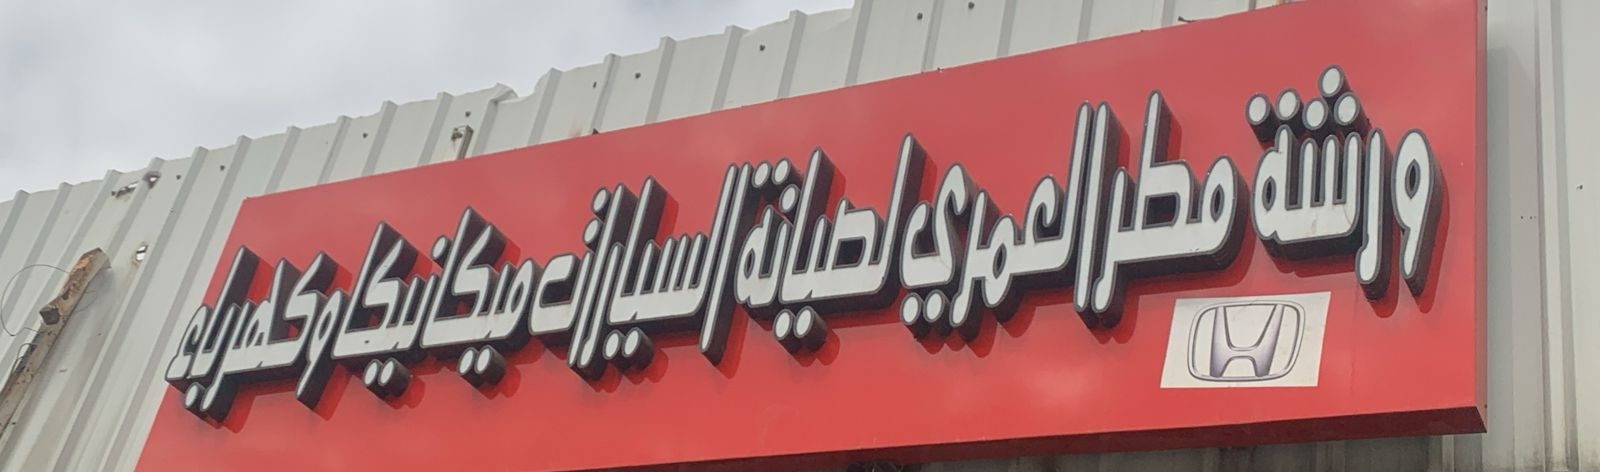 ورشة مطر العمري لصيانة السيارات ميكانيكا وكهرباء